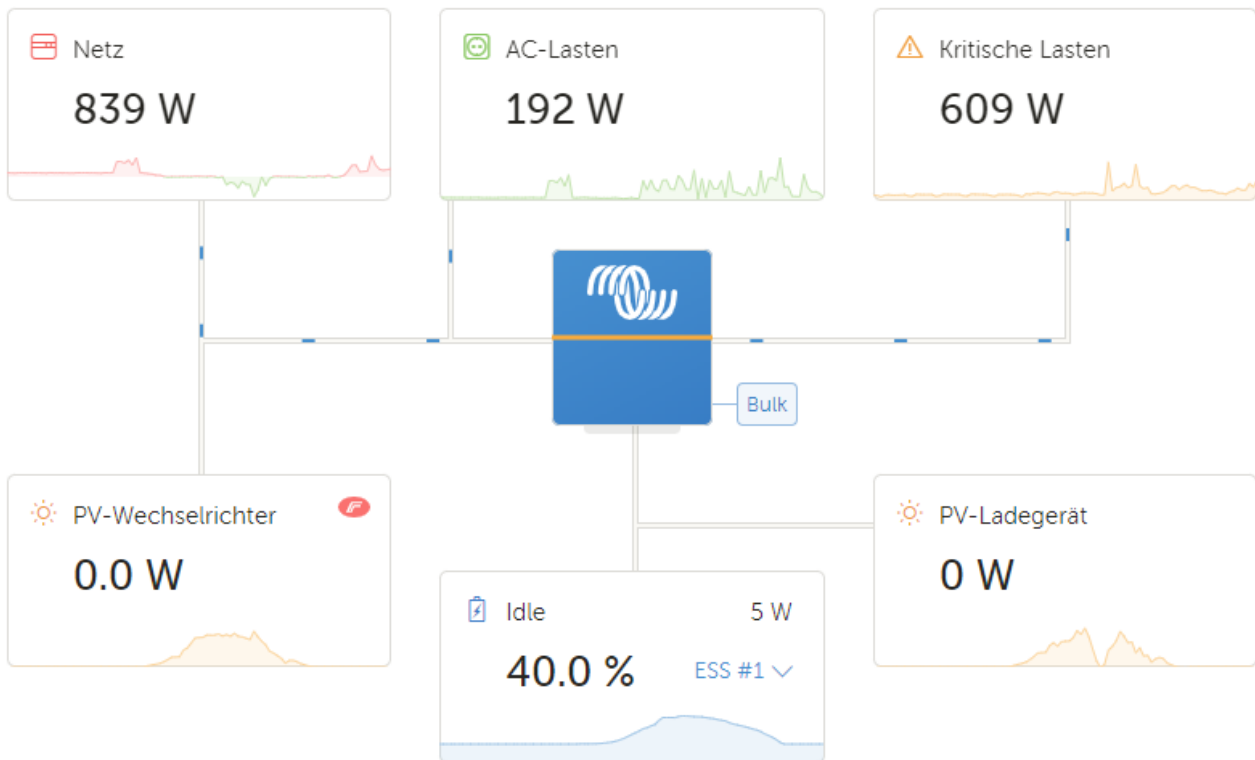 Netz
839 W
AC-Lasten
192 W
Kritische Lasten
609 W
Bulk
PV-Wechselrichter
0.0 W
Idle 5 W
40.0 % ESS #1
PV-Ladegerät
0 W